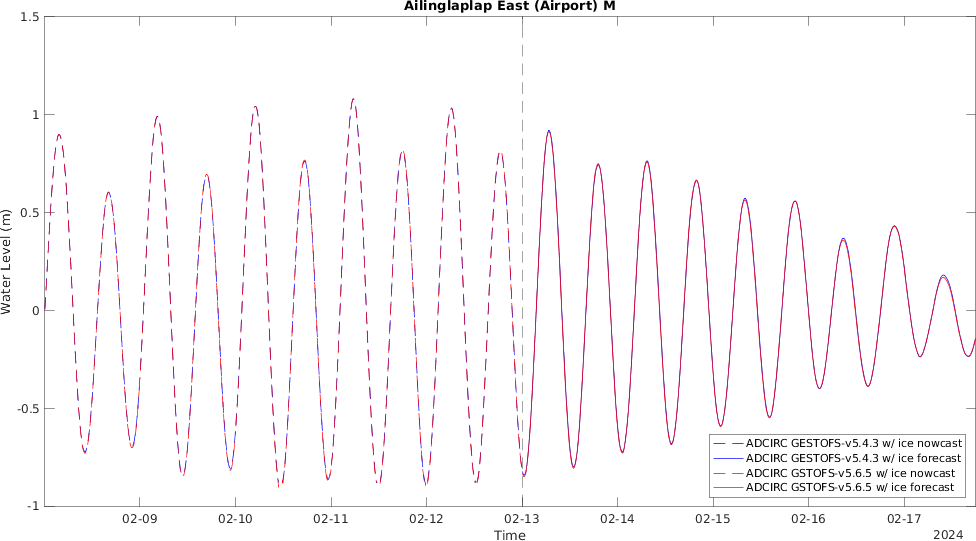 Ailinglaplap East (Airport) M
1.5
1
0.5
0
-0.5
-1
Water Level (m)
ADCIRC GESTOFS-v5.4.3 w/ ice nowcast
ADCIRC GESTOFS-v5.4.3 w/ ice forecast
ADCIRC GSTOFS-v5.6.5 w/ ice nowcast
ADCIRC GSTOFS-v5.6.5 w/ ice forecast
02-09 02-10 02-11 02-12 02-13 02-14 02-15 02-16 02-17
Time
2024